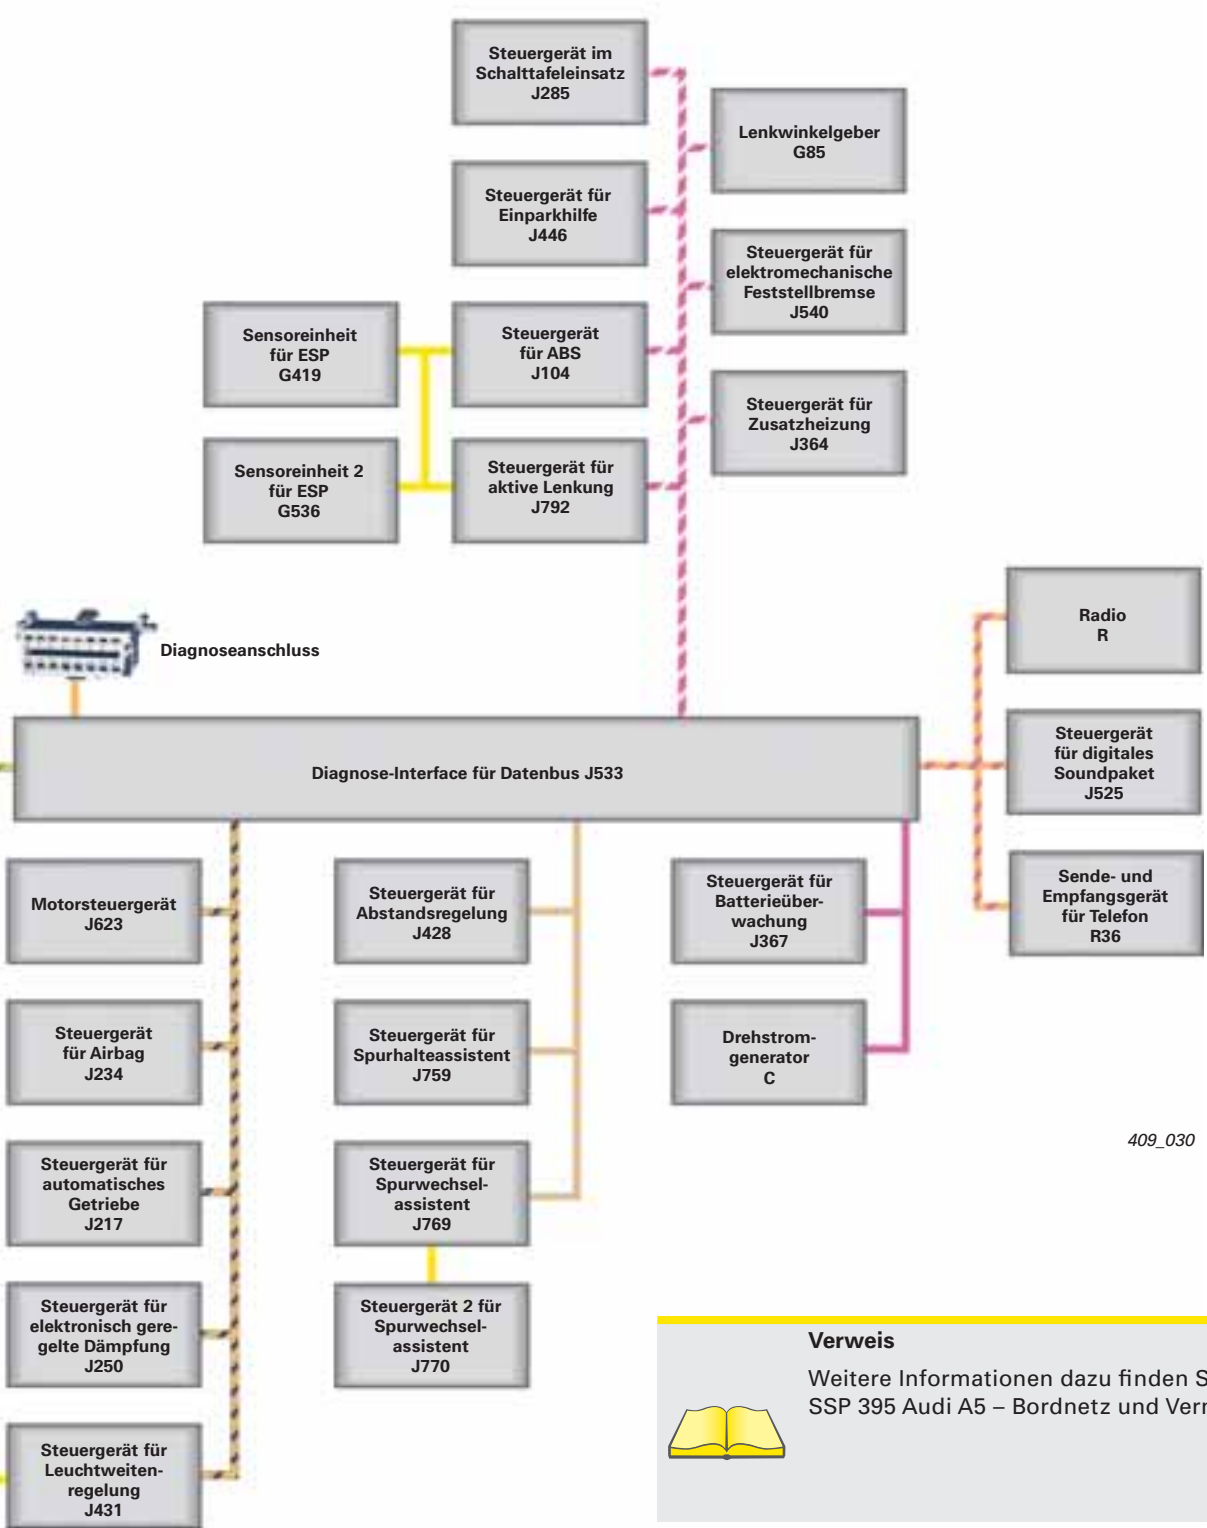 Steuergerät im
Schalttafeleinsatz
J285
Lenkwinkelgeber
G85
Steuergerät für
Einparkhilfe
J446
Steuergerät für
elektromechanische
Feststellbremse
J540
Sensoreinheit
für ESP
G419
Steuergerät
für ABS
J104
Steuergerät für
Zusatzheizung
J364
Sensoreinheit 2
für ESP
G536
Steuergerät für
aktive Lenkung
J792
Diagnoseanschluss
Radio
R
Diagnose-Interface für Datenbus J533
Steuergerät
für digitales
Soundpaket
J525
Sende- und
Empfangsgerät
für Telefon
R36
Motorsteuergerät
J623
Steuergerät für
Abstandsregelung
J428
Steuergerät für
Batterieüber-
wachung
J367
Steuergerät
für Airbag
J234
Steuergerät für
Spurhalteassistent
J759
Drehstrom-
generator
C
409_030
Steuergerät für
automatisches
Getriebe
J217
Steuergerät für
Spurwechsel-
assistent
J769
Steuergerät für
elektronisch gere-
gelte Dämpfung
J250
Steuergerät 2 für
Spurwechsel-
assistent
J770
Steuergerät für
Leuchtweiten-
regelung
J431
Verweis
Weitere Informationen dazu finden S
SSP 395 Audi A5 – Bordnetz und Ver